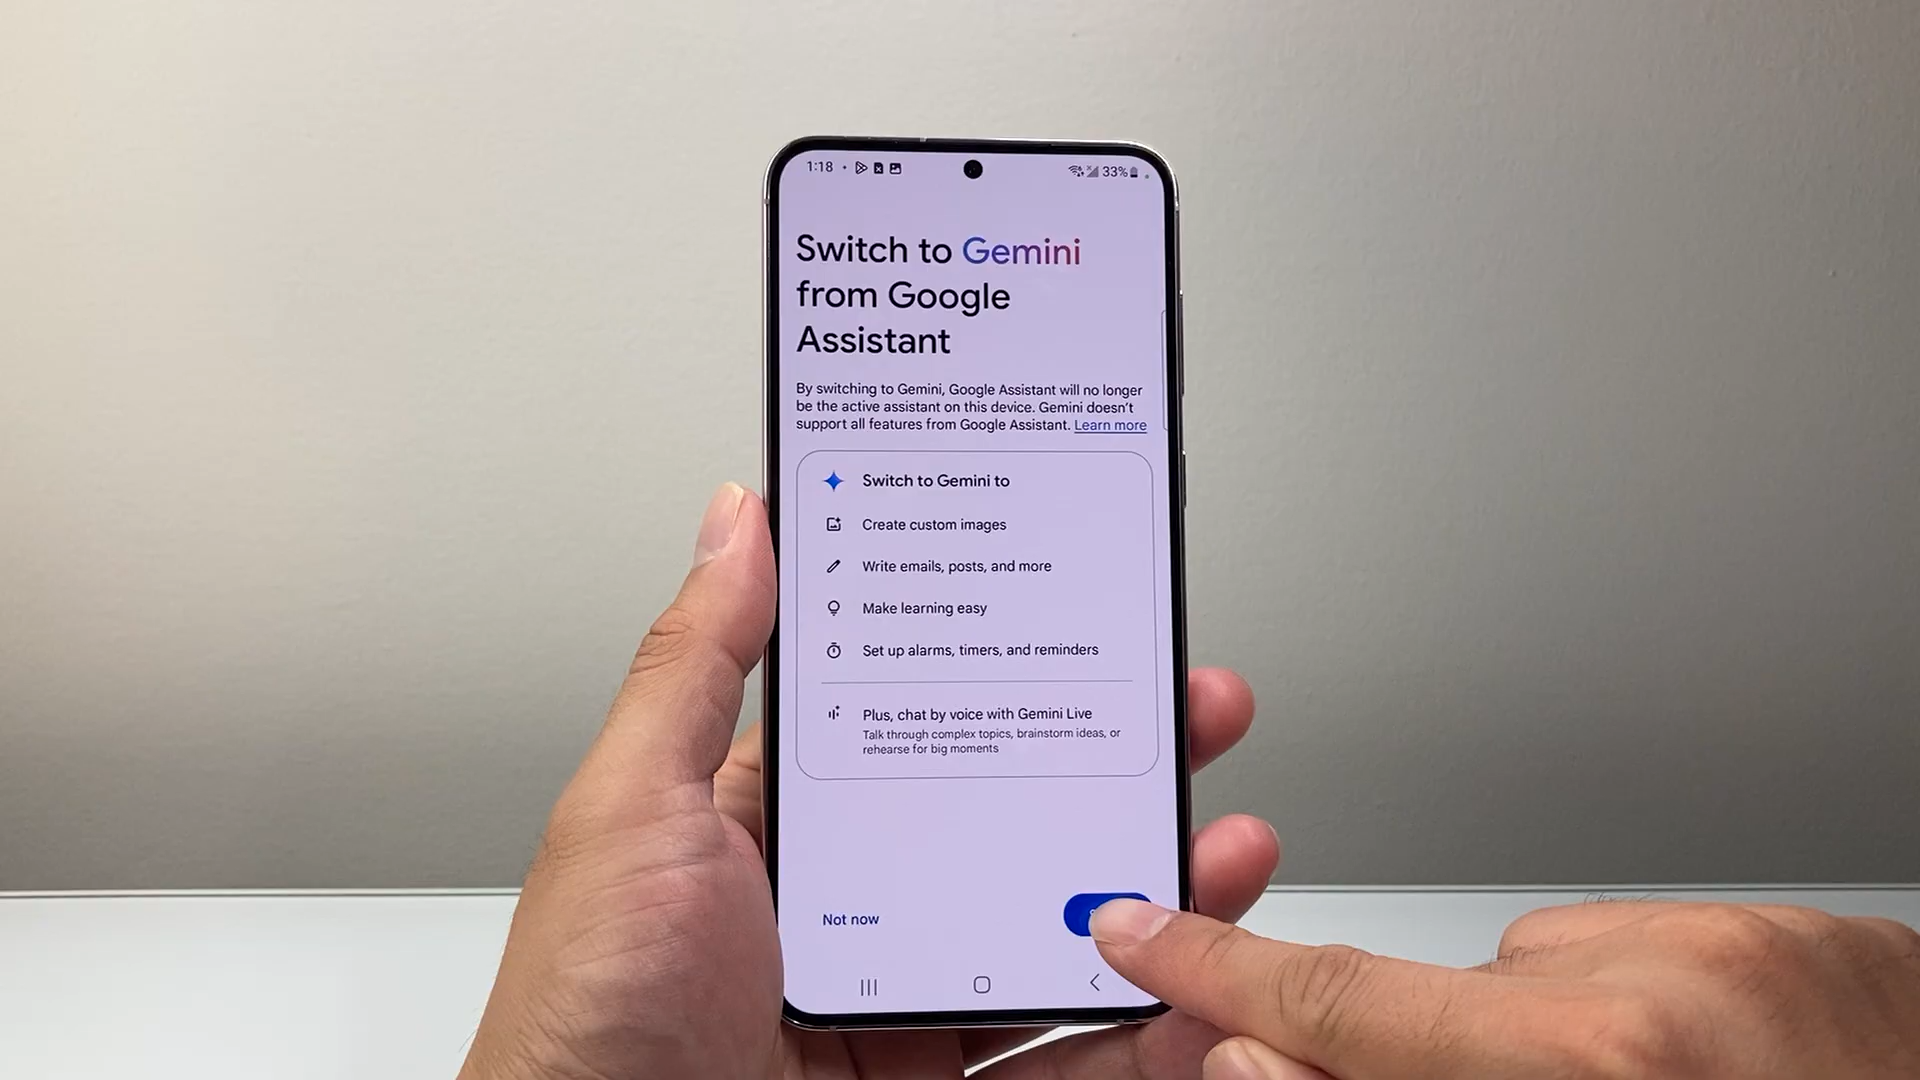 1:18
33%
Switch to Gemini
from Google
Assistant
By switching to Gemini, Google Assistant will no longer
be the active assistant on this device. Gemini doesn't
support all features from Google Assistant. Learn more
Switch to Gemini to
Create custom images
Write emails, posts, and more
Make learning easy
Set up alarms, timers, and reminders
Plus, chat by voice with Gemini Live
Talk through complex topics, brainstorm ideas, or
rehearse for big moments
Not now